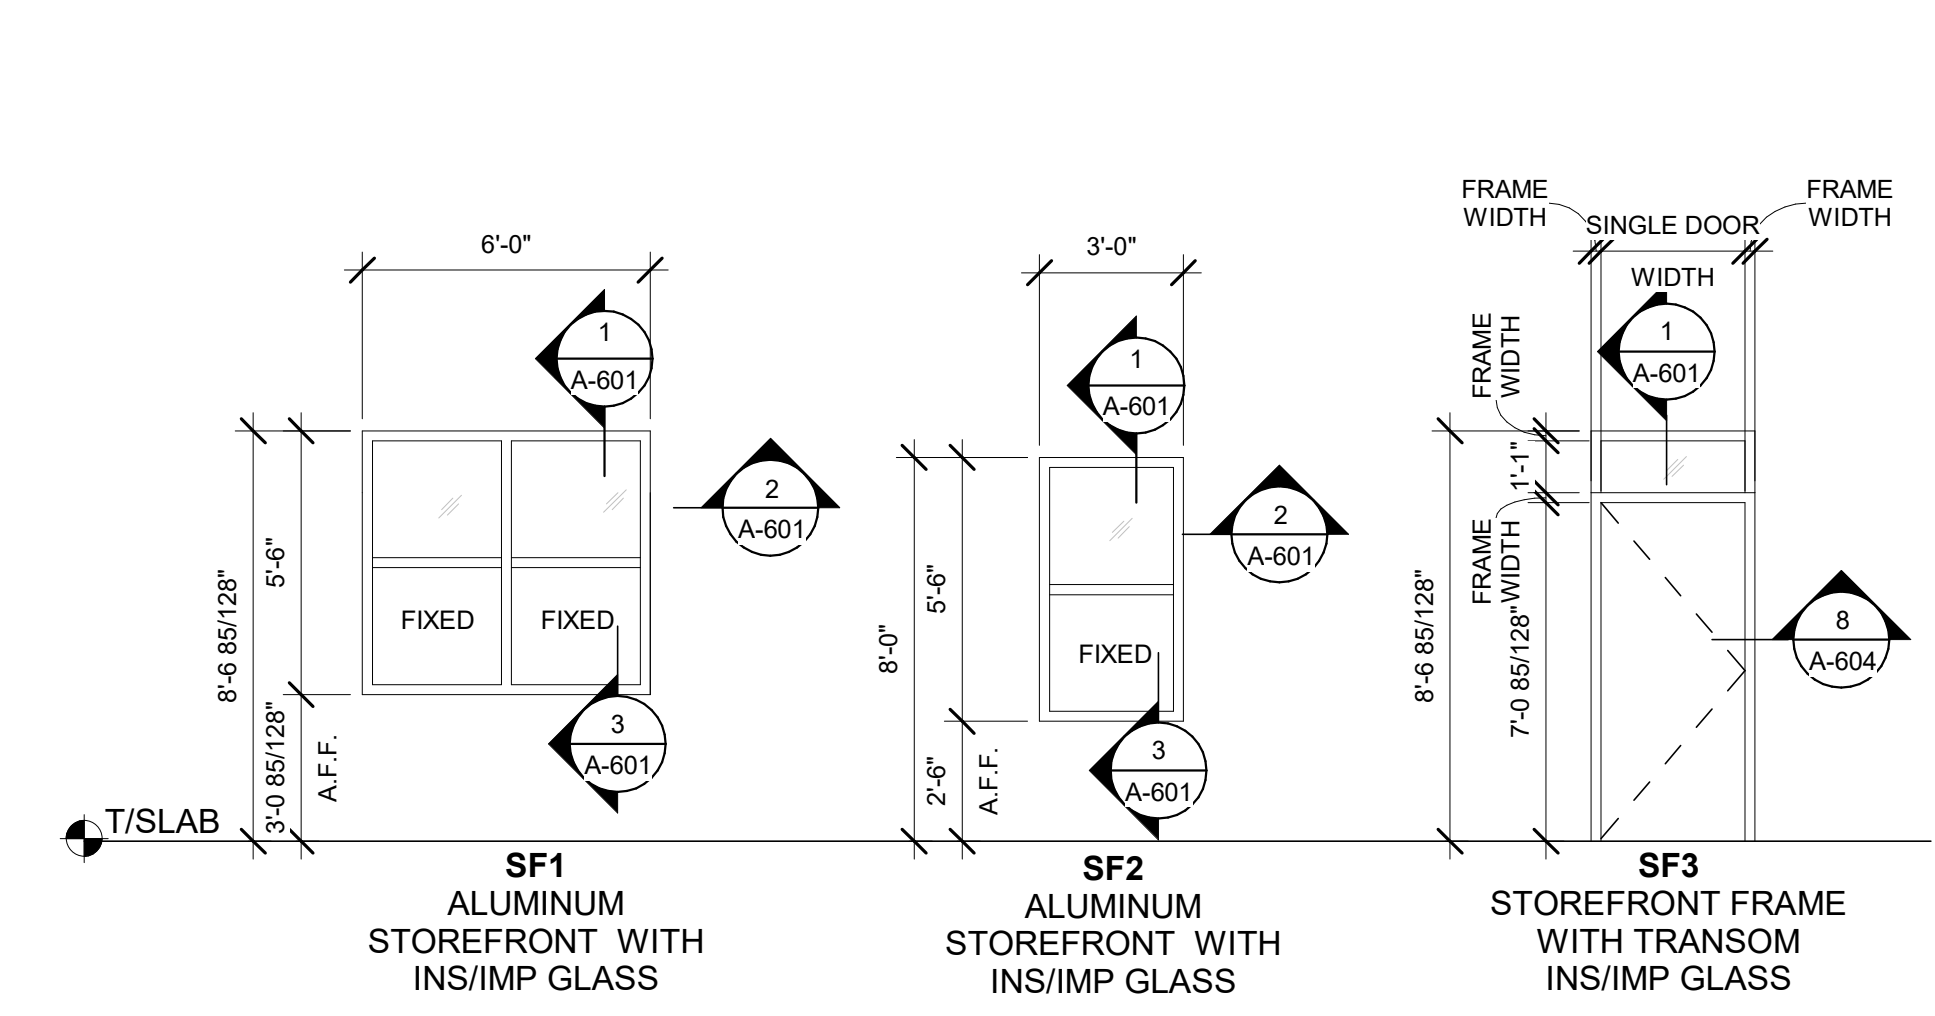 FRAME
WIDTH
SINGLE DOOR
WIDTH
FRAME
WIDTH
6'-0"
3'-0"
1
A-601
1
A-601
1
A-601
FRAME
WIDTH
2
A-601
2
A-601
1'-1"
FRAME
WIDTH
8'-6 85/128"
5'-6"
FIXED
FIXED
8'-0"
5'-6"
FIXED
8'-6 85/128"
7'-0 85/128"
8
A-604
3
A-601
3
A-601
3'-0 85/128"
A.F.F.
2'-6"
A.F.F.
T/SLAB
SF1
ALUMINUM
STOREFRONT WITH
INS/IMP GLASS
SF2
ALUMINUM
STOREFRONT WITH
INS/IMP GLASS
SF3
STOREFRONT FRAME
WITH TRANSOM
INS/IMP GLASS